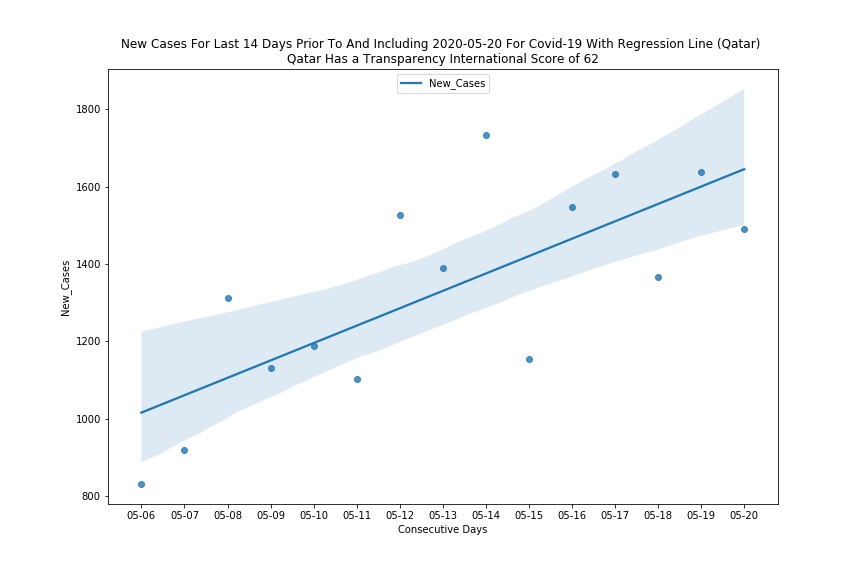 New Cases For Last 14 Days Prior To And Including 2020-05-20 For Covid-19 With Regression Line (Qatar)
Qatar Has a Transparency International Score of 62
New_Cases
1800
1600
1400
1200
1000
800
New_Cases
05-06 05-07 05-08 05-09 05-10 05-11 05-12 05-13 05-14 05-15 05-16 05-17 05-18 05-19 05-20
Consecutive Days